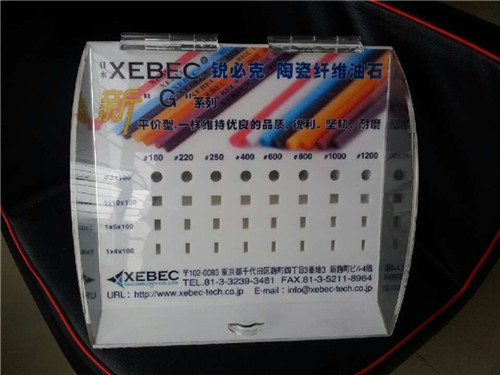 日本 XEBEC® 锐必克 陶瓷纤维油石
新"G"系列
平价型,一样维持优良的品质,锐利、坚韧、耐磨
#180 #220 #250 #400 #600 #800 #1000 #1200
1x10x100
1x6x100
1x4x100
XEBEC
〒102-0083 東京都千代田区麹町四丁目3番地3 新麹町ビル4階
TEL.81-3-3239-3481 FAX.81-3-5211-8964
URL : http://www.xebec-tech.co.jp E-mail : info@xebec-tech.co.jp